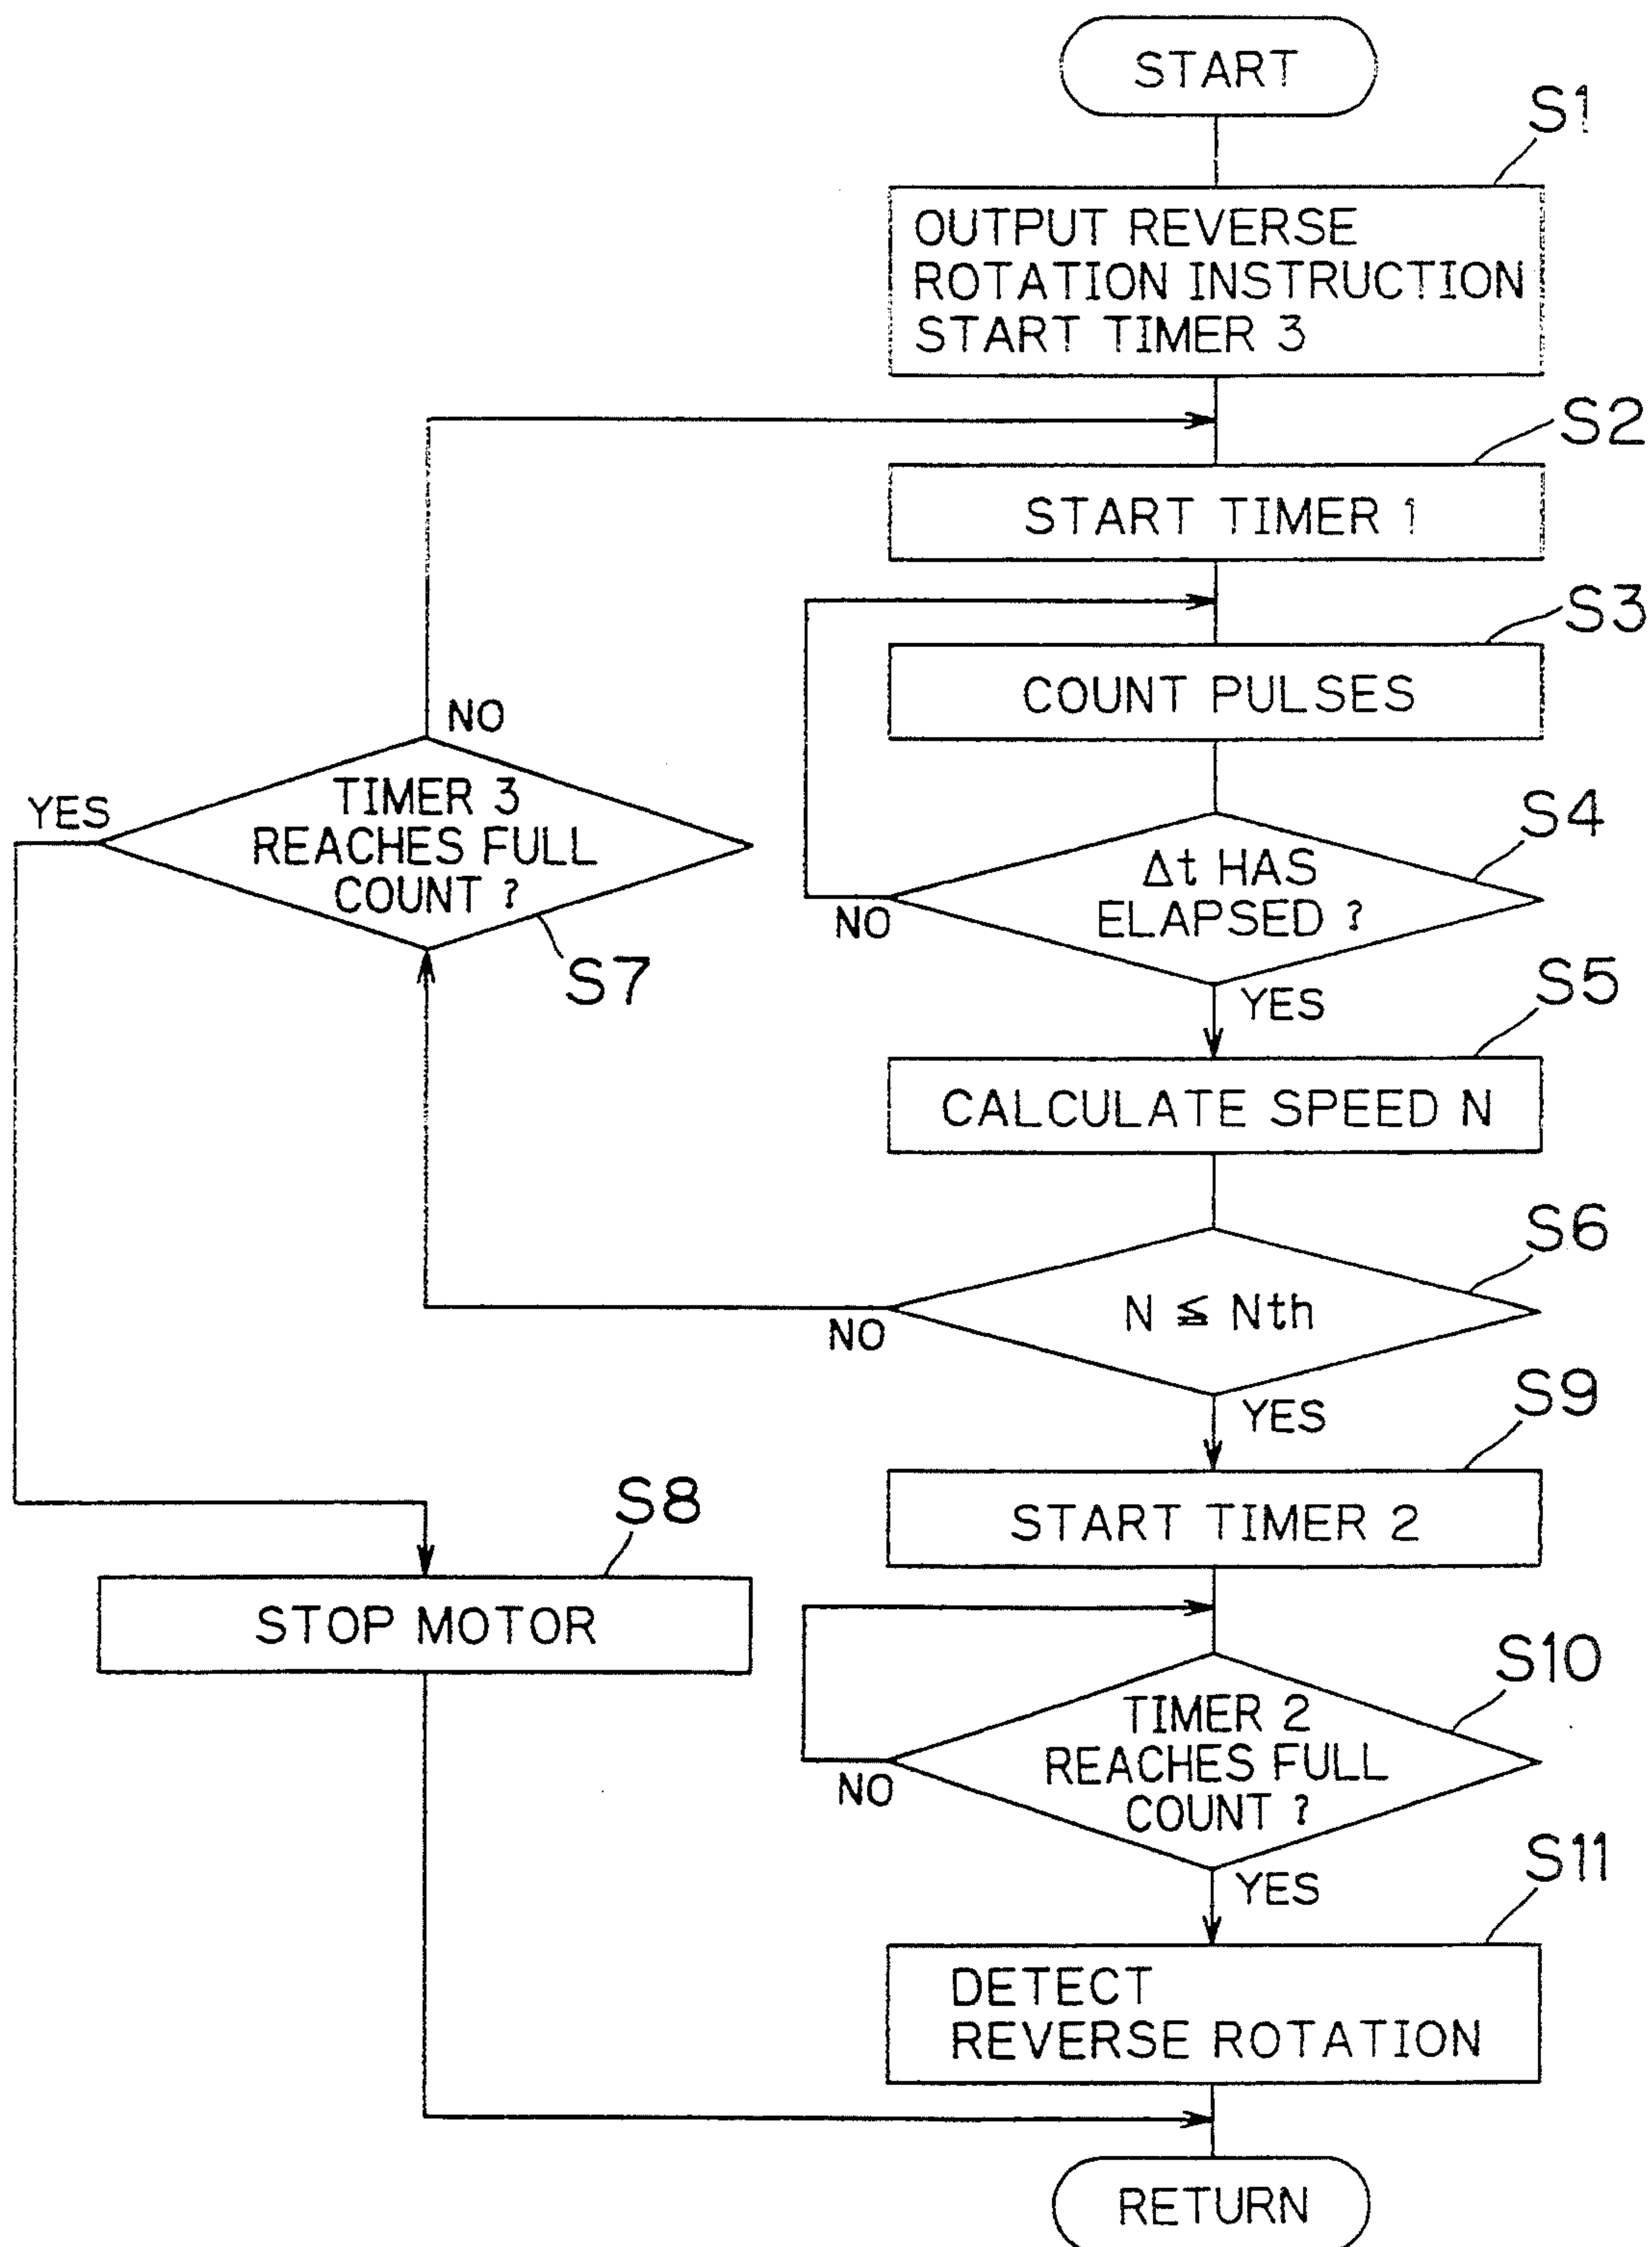 START
S1
OUTPUT REVERSE
ROTATION INSTRUCTION
START TIMER 3
S2
START TIMER 1
S3
COUNT PULSES
NO
YES
TIMER 3
REACHES FULL
COUNT ?
S7
S4
Δt HAS
ELAPSED ?
NO
YES
S5
CALCULATE SPEED N
S6
N ≦ Nth
NO
YES
S9
START TIMER 2
S8
STOP MOTOR
S10
TIMER 2
REACHES FULL
COUNT ?
NO
YES
S11
DETECT
REVERSE ROTATION
RETURN